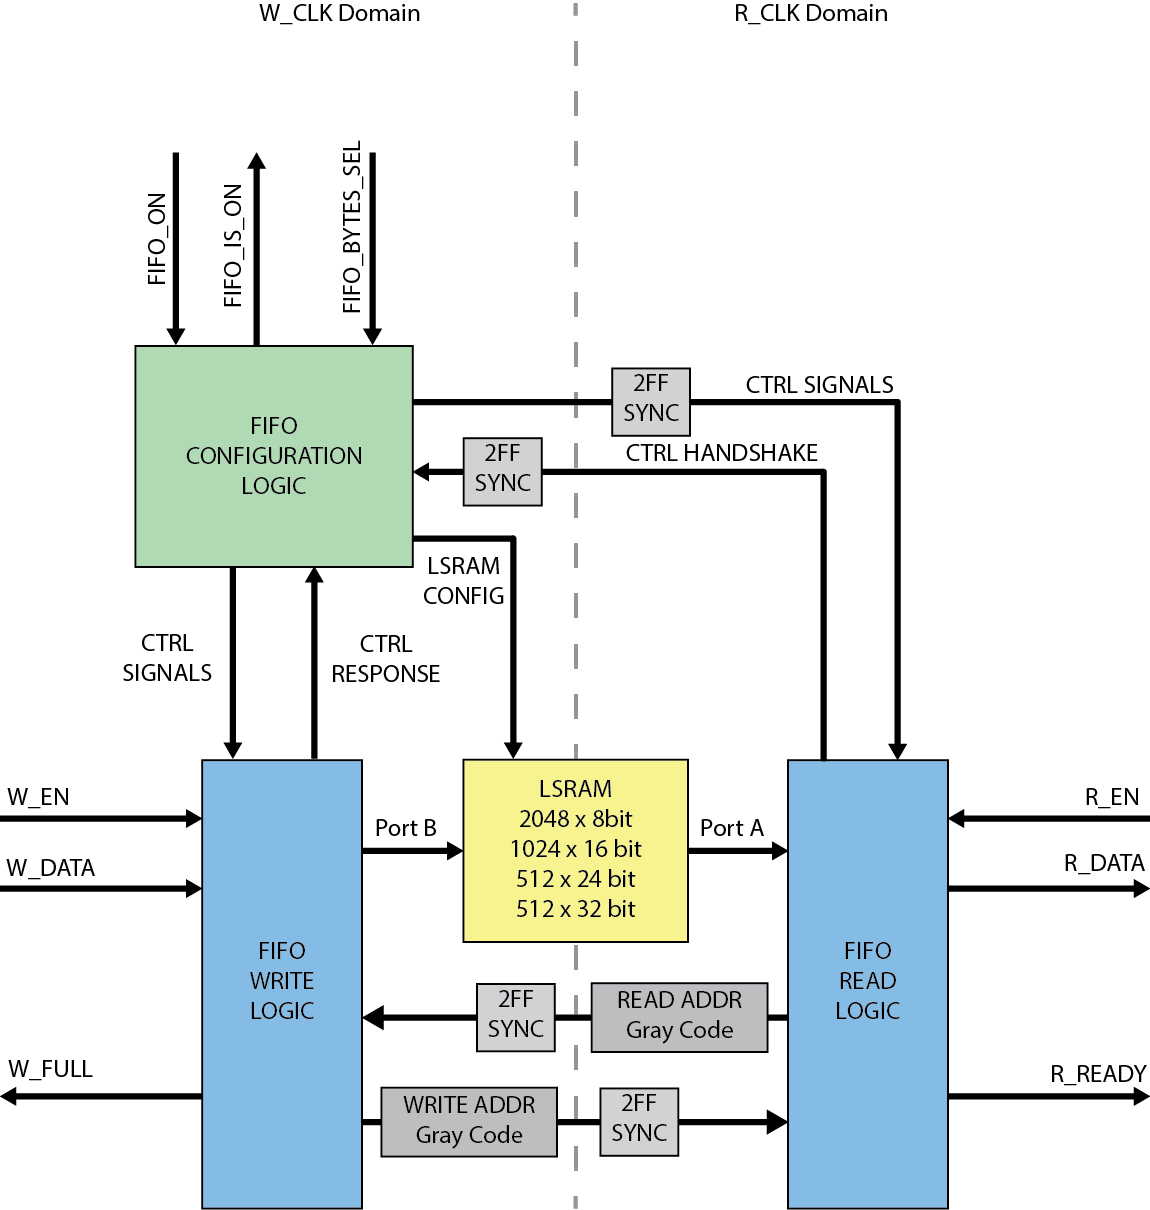 W_CLK Domain
R_CLK Domain
FIFO_ON
FIFO_IS_ON
FIFO_BYTES_SEL
FIFO
CONFIGURATION
LOGIC
2FF
SYNC
CTRL SIGNALS
2FF
SYNC
CTRL HANDSHAKE
LSRAM
CONFIG
CTRL
SIGNALS
CTRL
RESPONSE
W_EN
W_DATA
W_FULL
FIFO
WRITE
LOGIC
Port B
LSRAM
2048 x 8bit
1024 x 16 bit
512 x 24 bit
512 x 32 bit
Port A
FIFO
READ
LOGIC
R_EN
R_DATA
R_READY
2FF
SYNC
READ ADDR
Gray Code
WRITE ADDR
Gray Code
2FF
SYNC